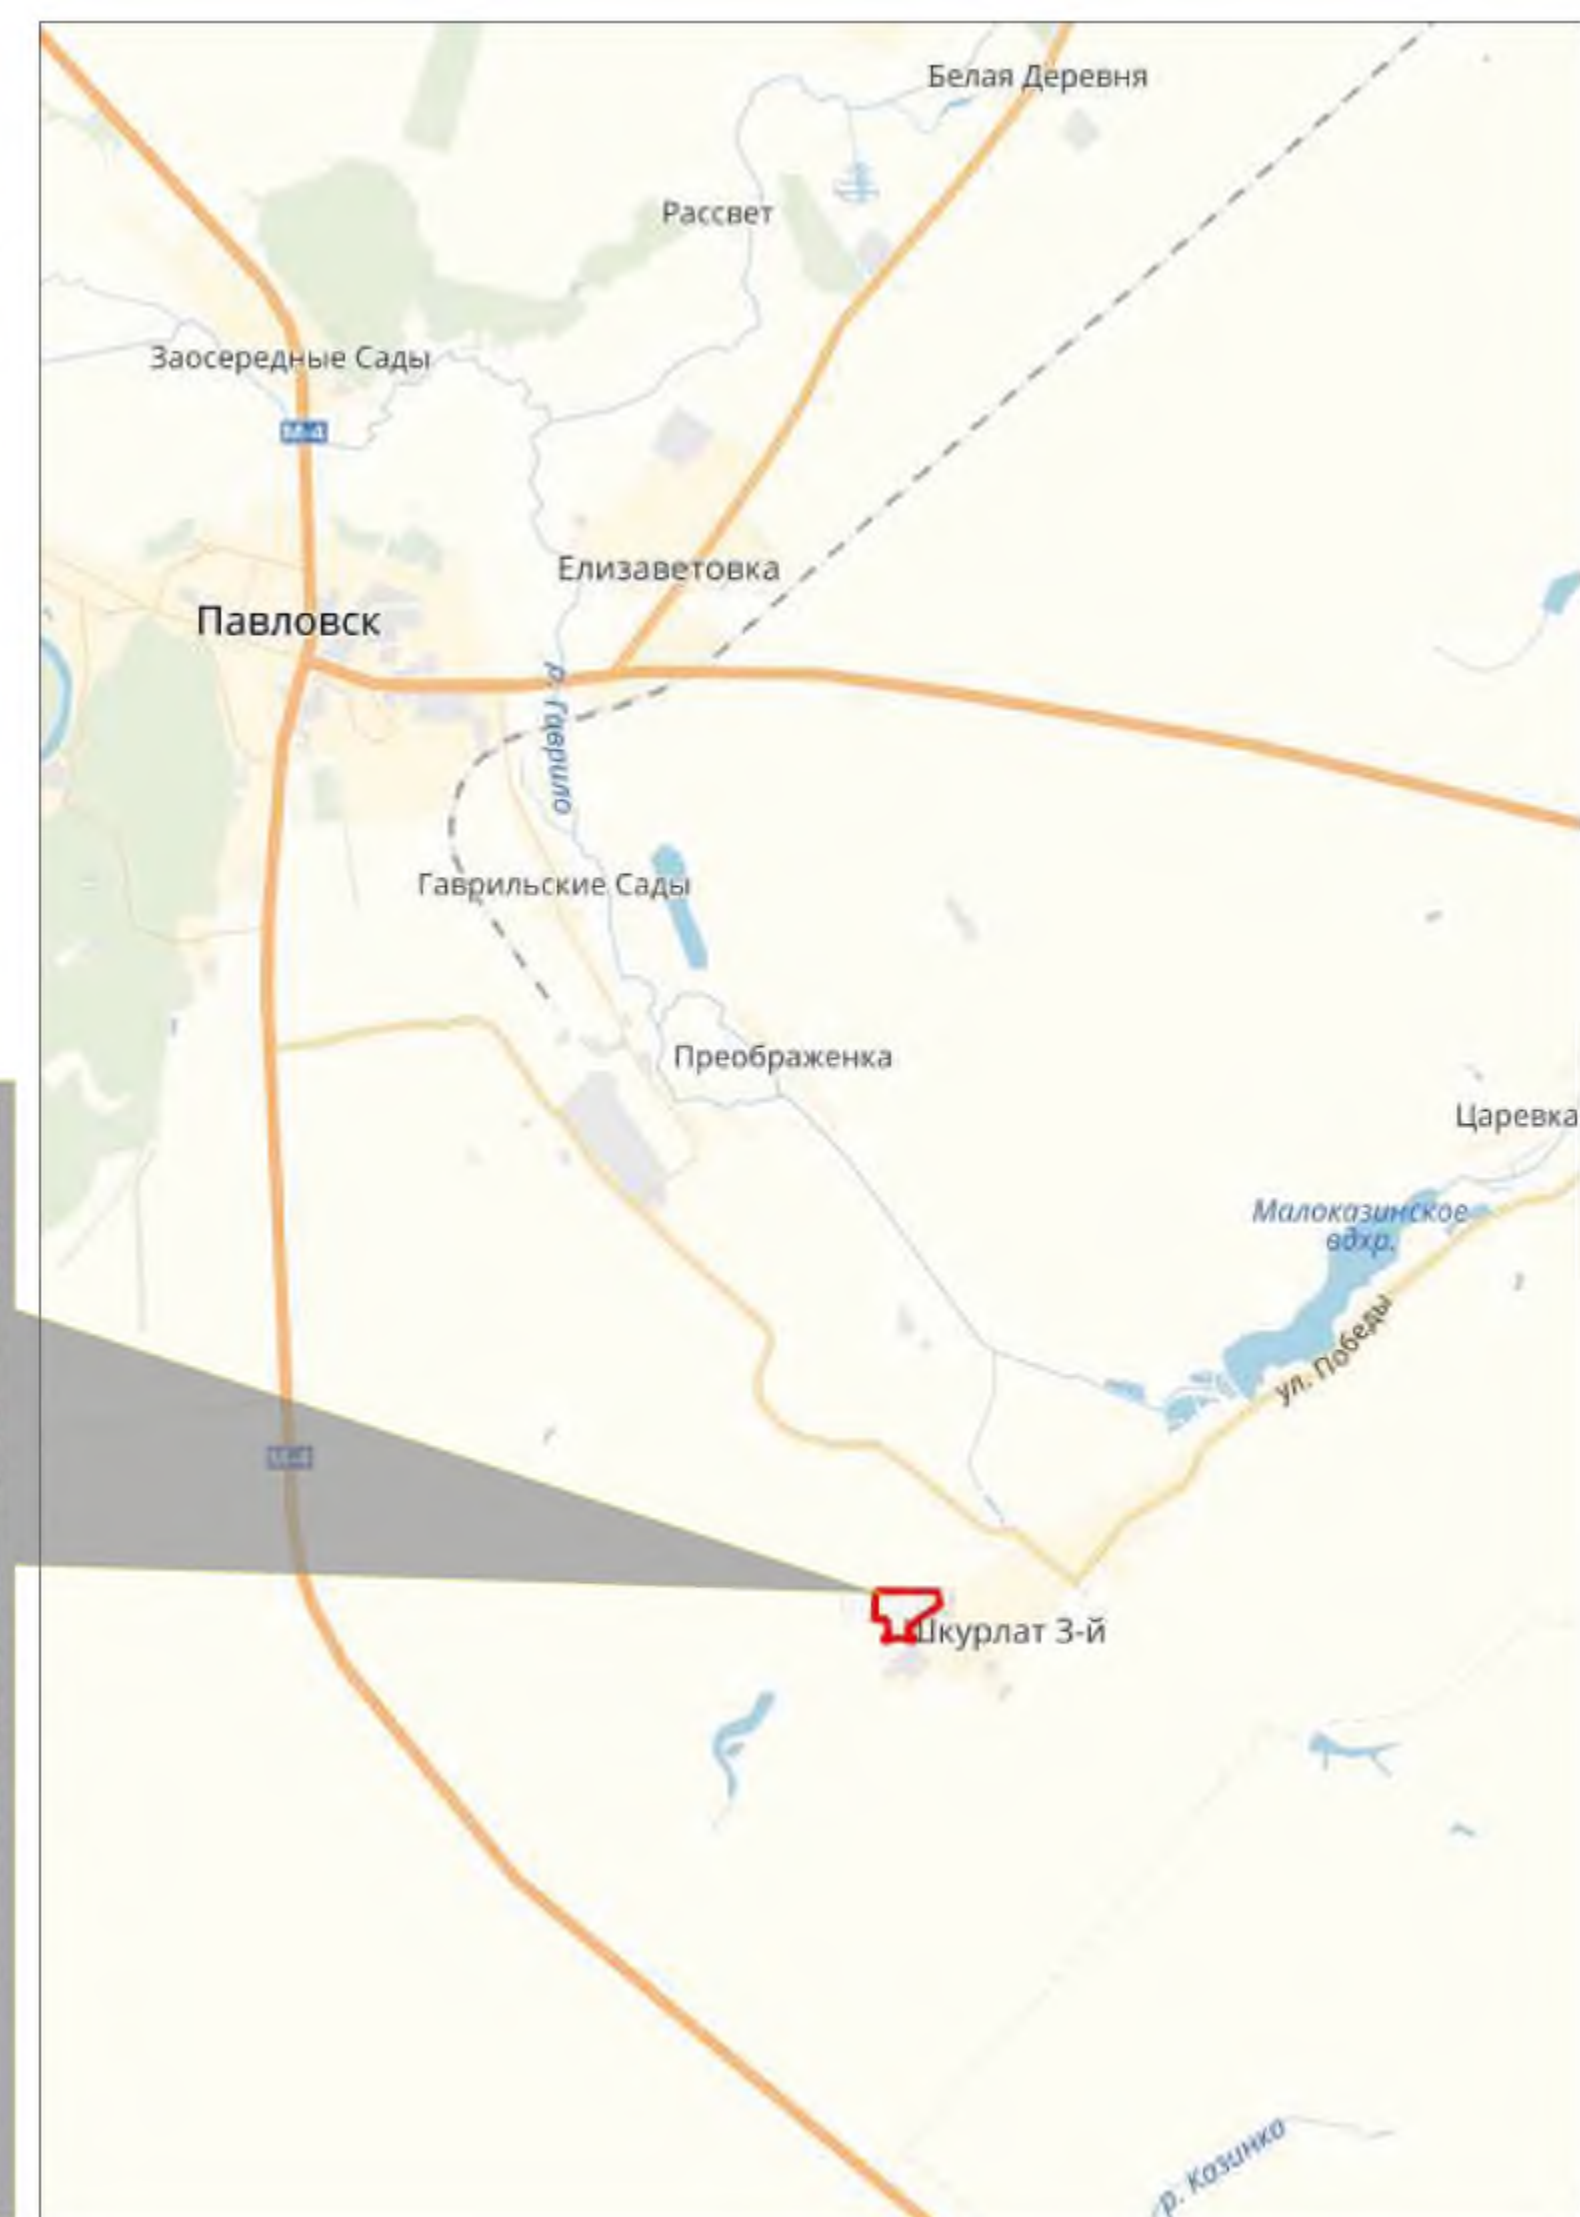 Белая Деревня
Рассвет
Заосередные Сады
М-4
Елизаветовка
Павловск
р. Гаврило
Гаврильские Сады
Преображенка
Царевка
Малоказинское
вдхр.
ул. Победы
М-4
Шкурлат 3-й
р. Казинка